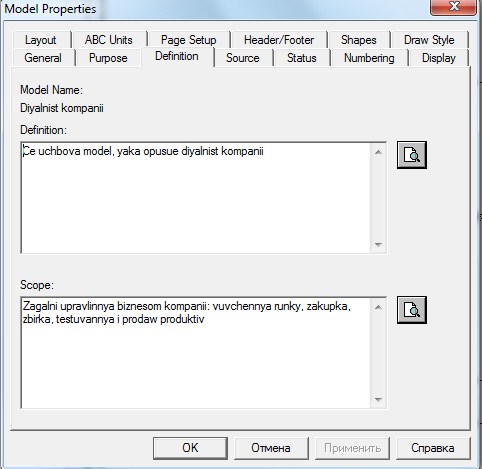 Model Properties
Layout ABC Units Page Setup Header/Footer Shapes Draw Style
General Purpose Definition Source Status Numbering Display
Model Name:
Diyalnist kompanii
Definition:
Ce uchbova model, yaka opusue diyalnist kompanii
Scope:
Zagalni upravlinnya biznesom kompanii: vuvchennya runky, zakupka,
zbirka, testuvannya i prodaw produktiv
OK Отмена Применить Справка